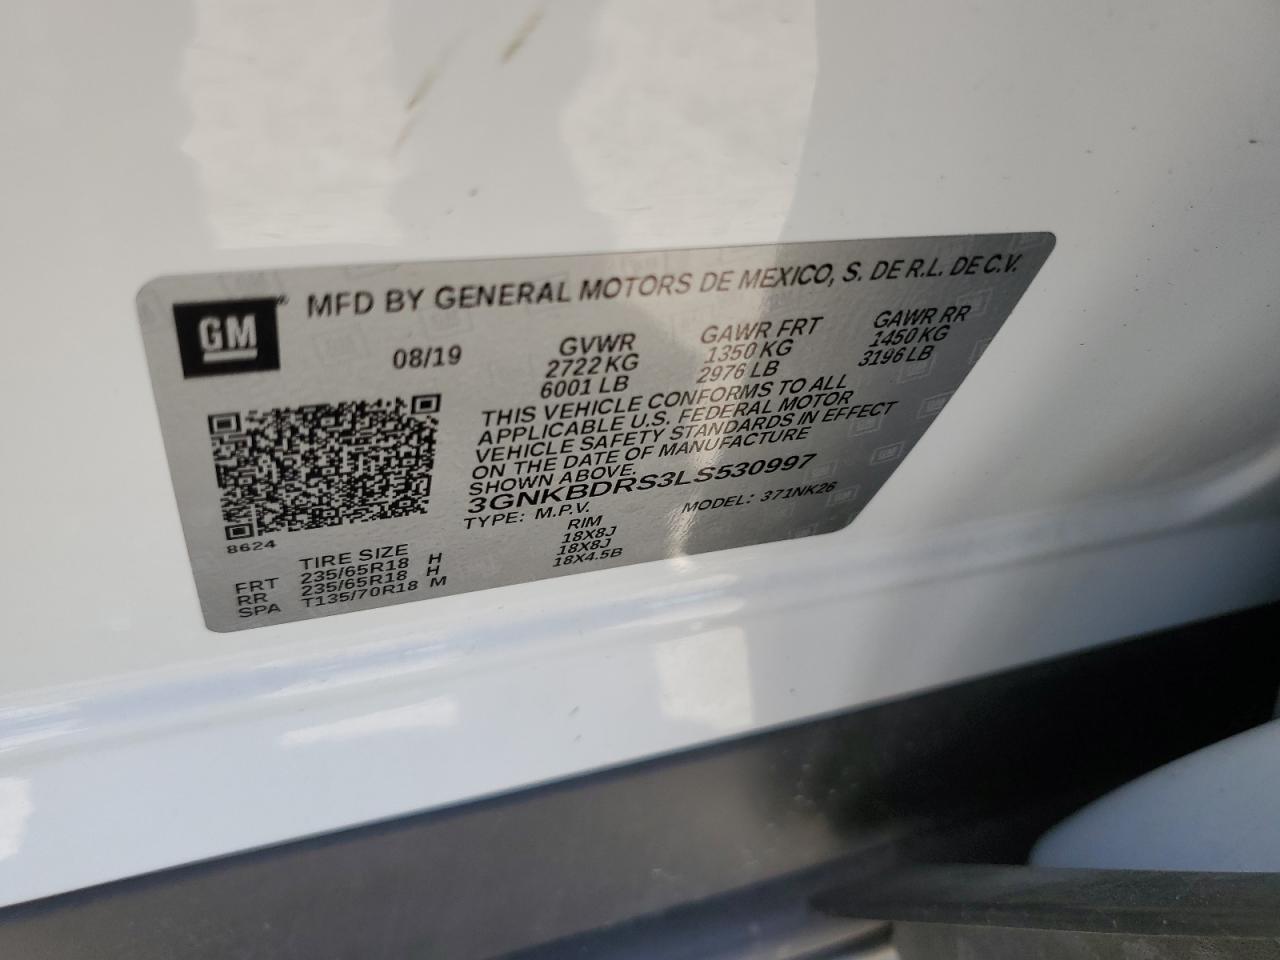 GM
MFD BY GENERAL MOTORS DE MEXICO, S. DE R.L. DE C.V.
08/19
GVWR
2722 KG
6001 LB
GAWR FRT
1350 KG
2976 LB
GAWR RR
1450 KG
3196 LB
THIS VEHICLE CONFORMS TO ALL
APPLICABLE U.S. FEDERAL MOTOR
VEHICLE SAFETY STANDARDS IN EFFECT
ON THE DATE OF MANUFACTURE
SHOWN ABOVE.
3GNKBDRS3LS530997
TYPE: M.P.V. MODEL: 371NK26
8624
TIRE SIZE RIM
FRT 235/65R18 H 18X8J
RR 235/65R18 H 18X8J
SPA T135/70R18 M 18X4.5B